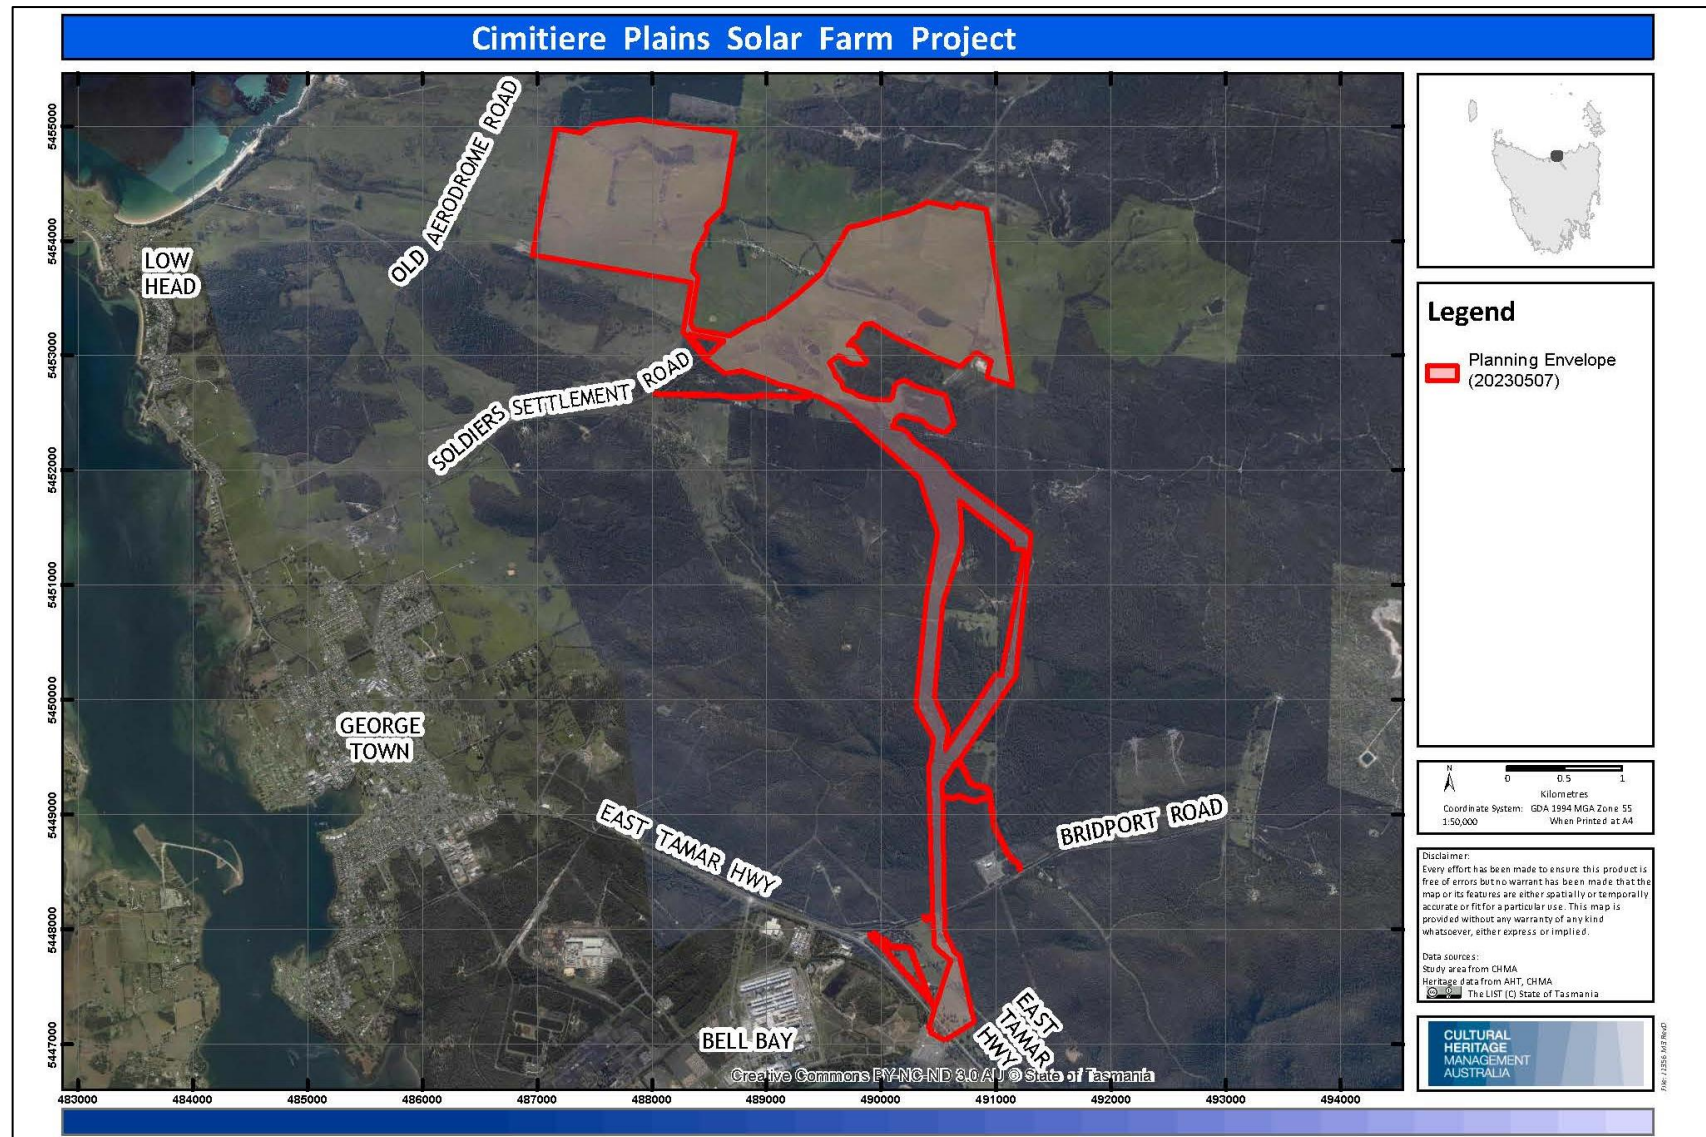 Cimitiere Plains Solar Farm Project
5455000
5454000
5453000
5452000
5451000
5450000
5449000
5448000
5447000
OLD AERODROME ROAD
LOW
HEAD
SOLDIERS SETTLEMENT ROAD
GEORGE
TOWN
EAST TAMAR HWY
BRIDPORT ROAD
BELL BAY
EAST
TAMAR
HWY
Creative Commons BY-NC-ND 3.0 AU © State of Tasmania
483000 484000 485000 486000 487000 488000 489000 490000 491000 492000 493000 494000
Legend
Planning Envelope
(20230507)
N
0 0.5 1
Kilometres
Coordinate System: GDA 1994 MGA Zone 55
1:50,000 When Printed at A4
Disclaimer:
Every effort has been made to ensure this product is
free of errors but no warrant has been made that the
map or its features are either spatially or temporally
accurate or fit for a particular use. This map is
provided without any warranty of any kind
whatsoever, either express or implied.
Data sources:
Study area from CHMA
Heritage data from AHT, CHMA
The LIST (C) State of Tasmania
CULTURAL
HERITAGE
MANAGEMENT
AUSTRALIA